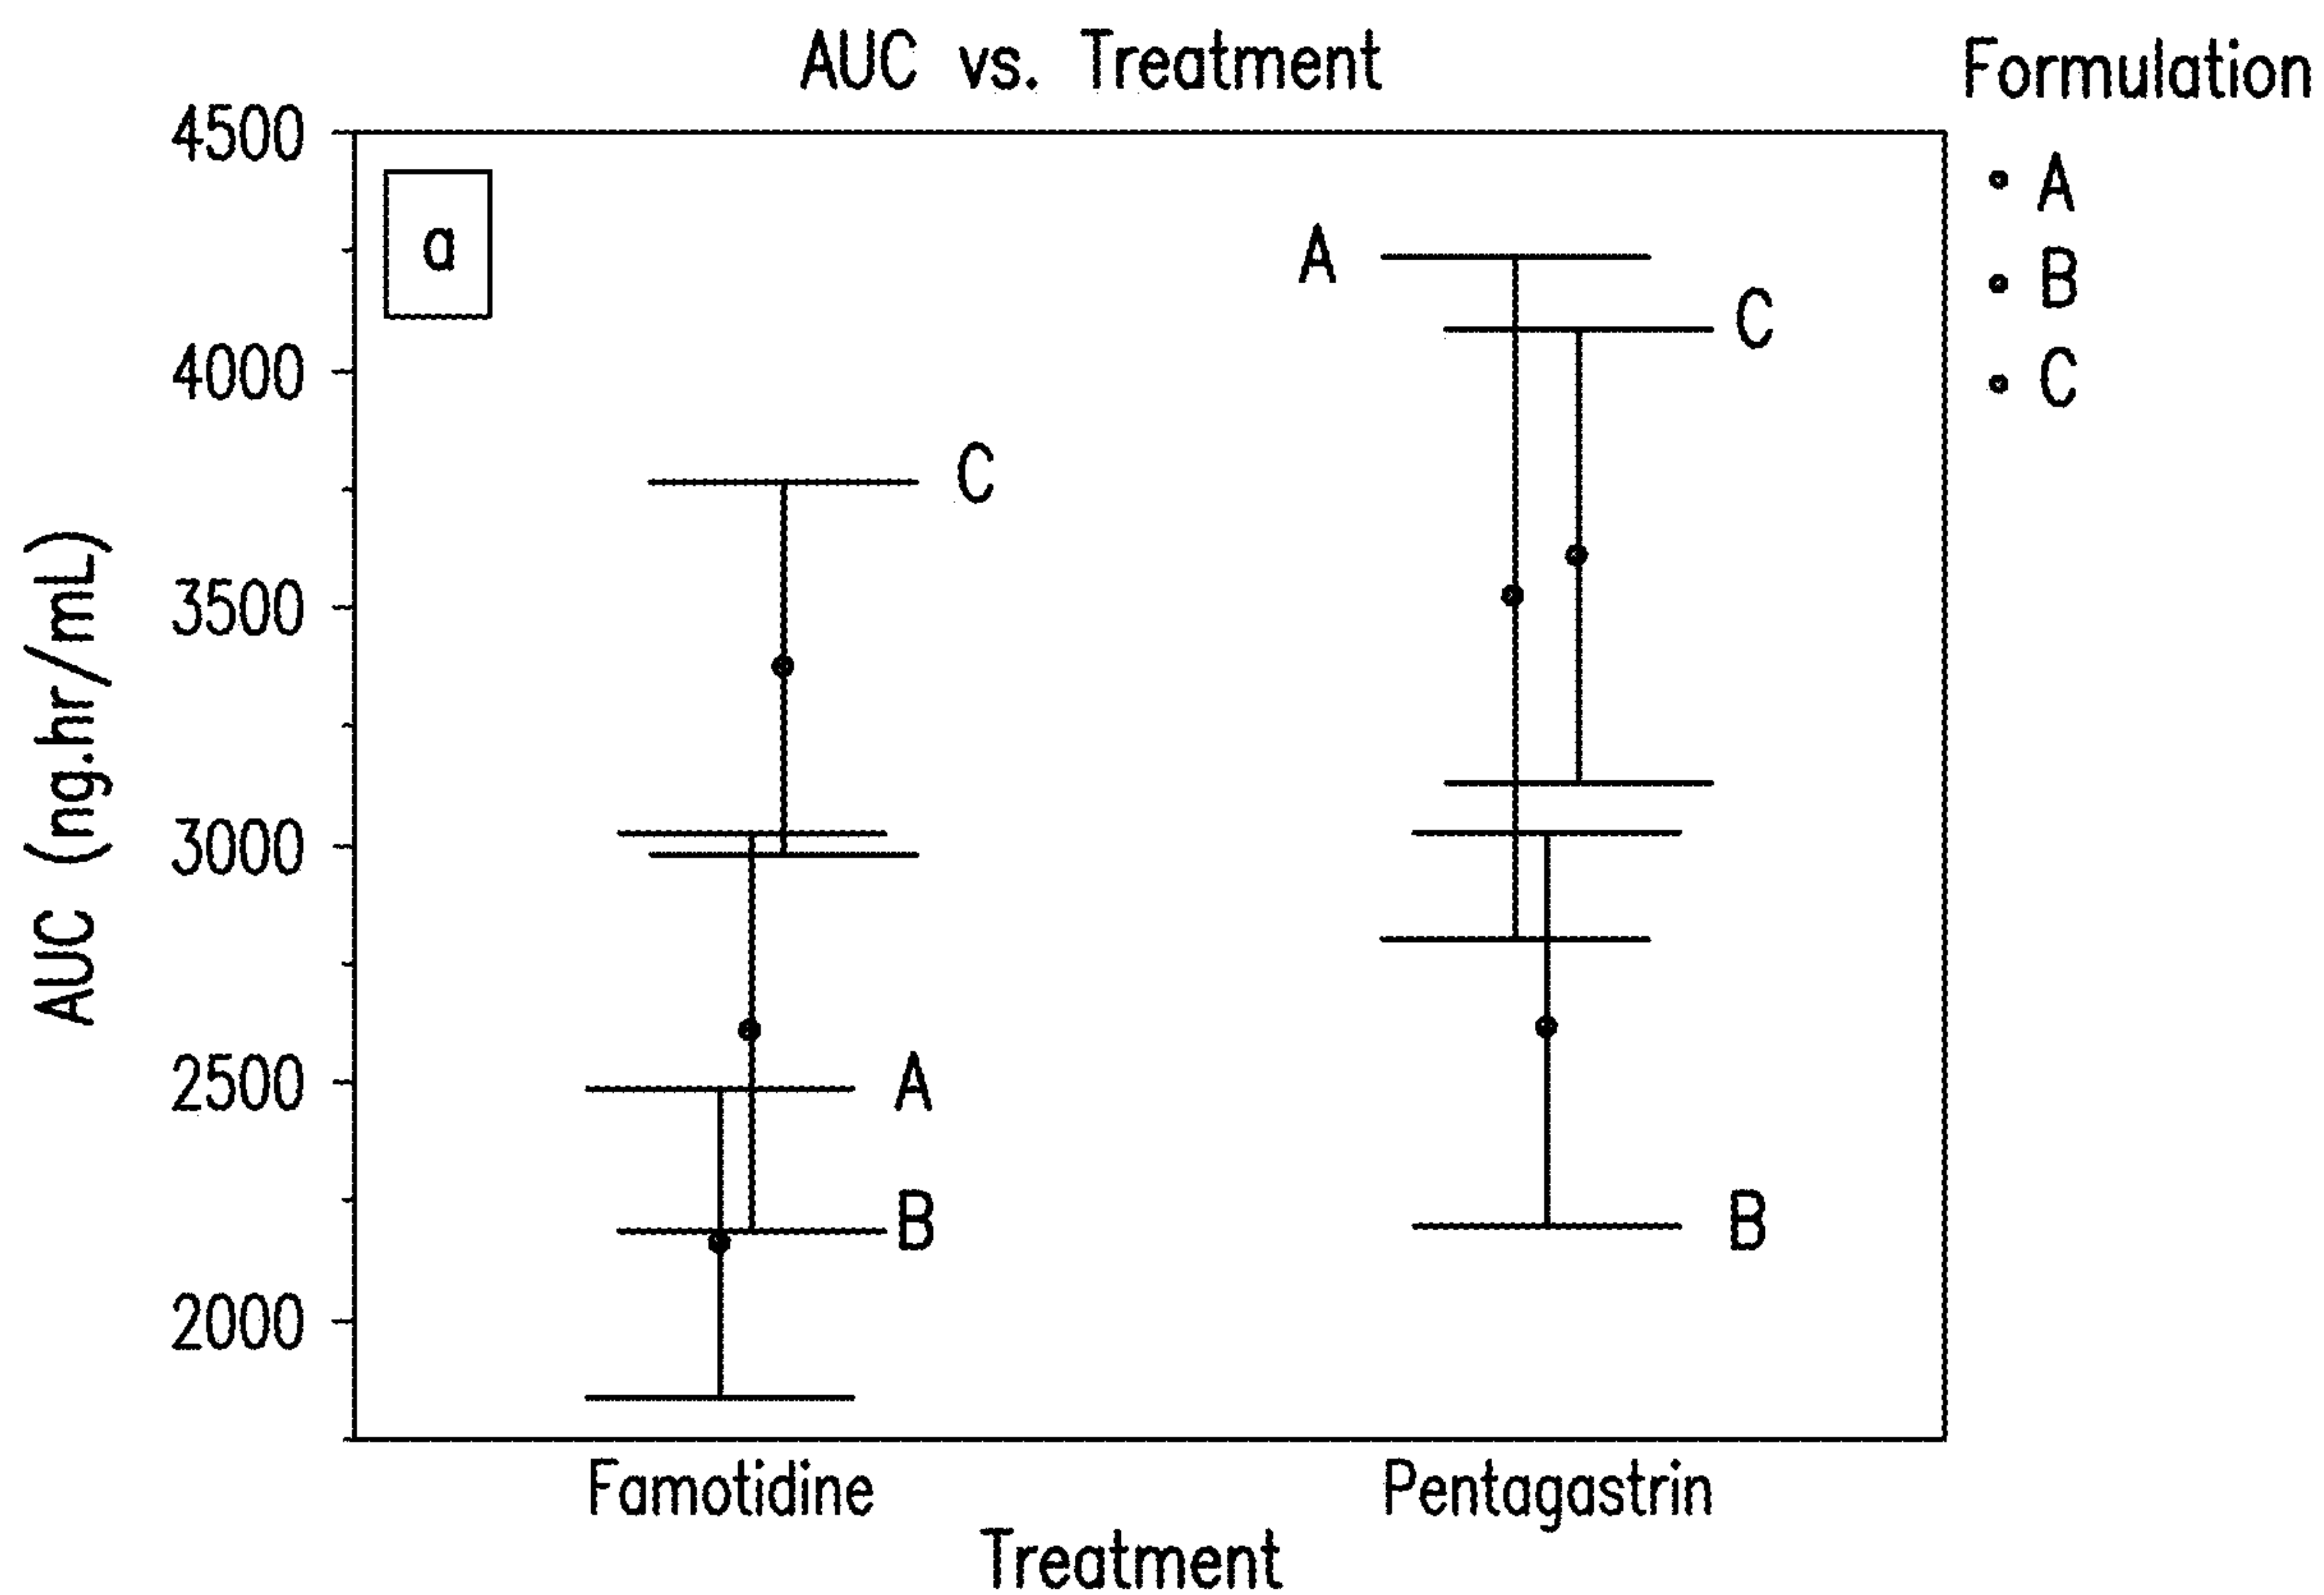 AUC vs. Treatment
Formulation
A
B
C
a
AUC (ng.hr/mL)
4500
4000
3500
3000
2500
2000
C
A
B
A
C
B
Famotidine
Pentagastrin
Treatment